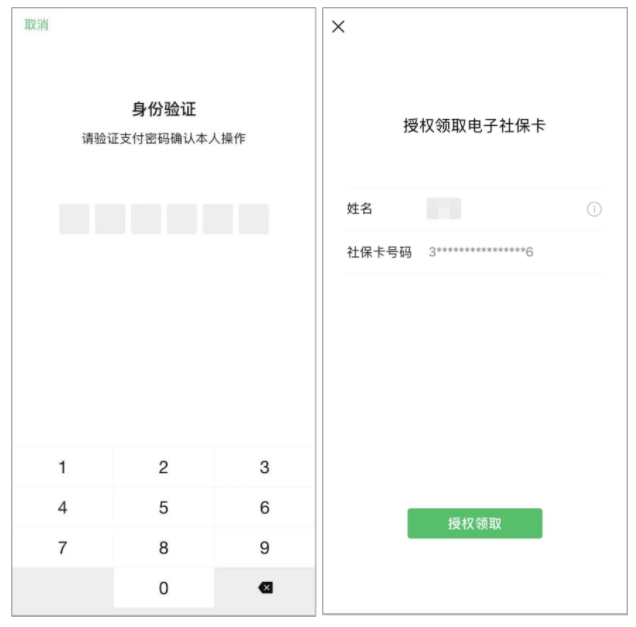 取消
身份验证
请验证支付密码确认本人操作
1 2 3
4 5 6
7 8 9
0
授权领取电子社保卡
姓名
社保卡号码 3****************6
授权领取